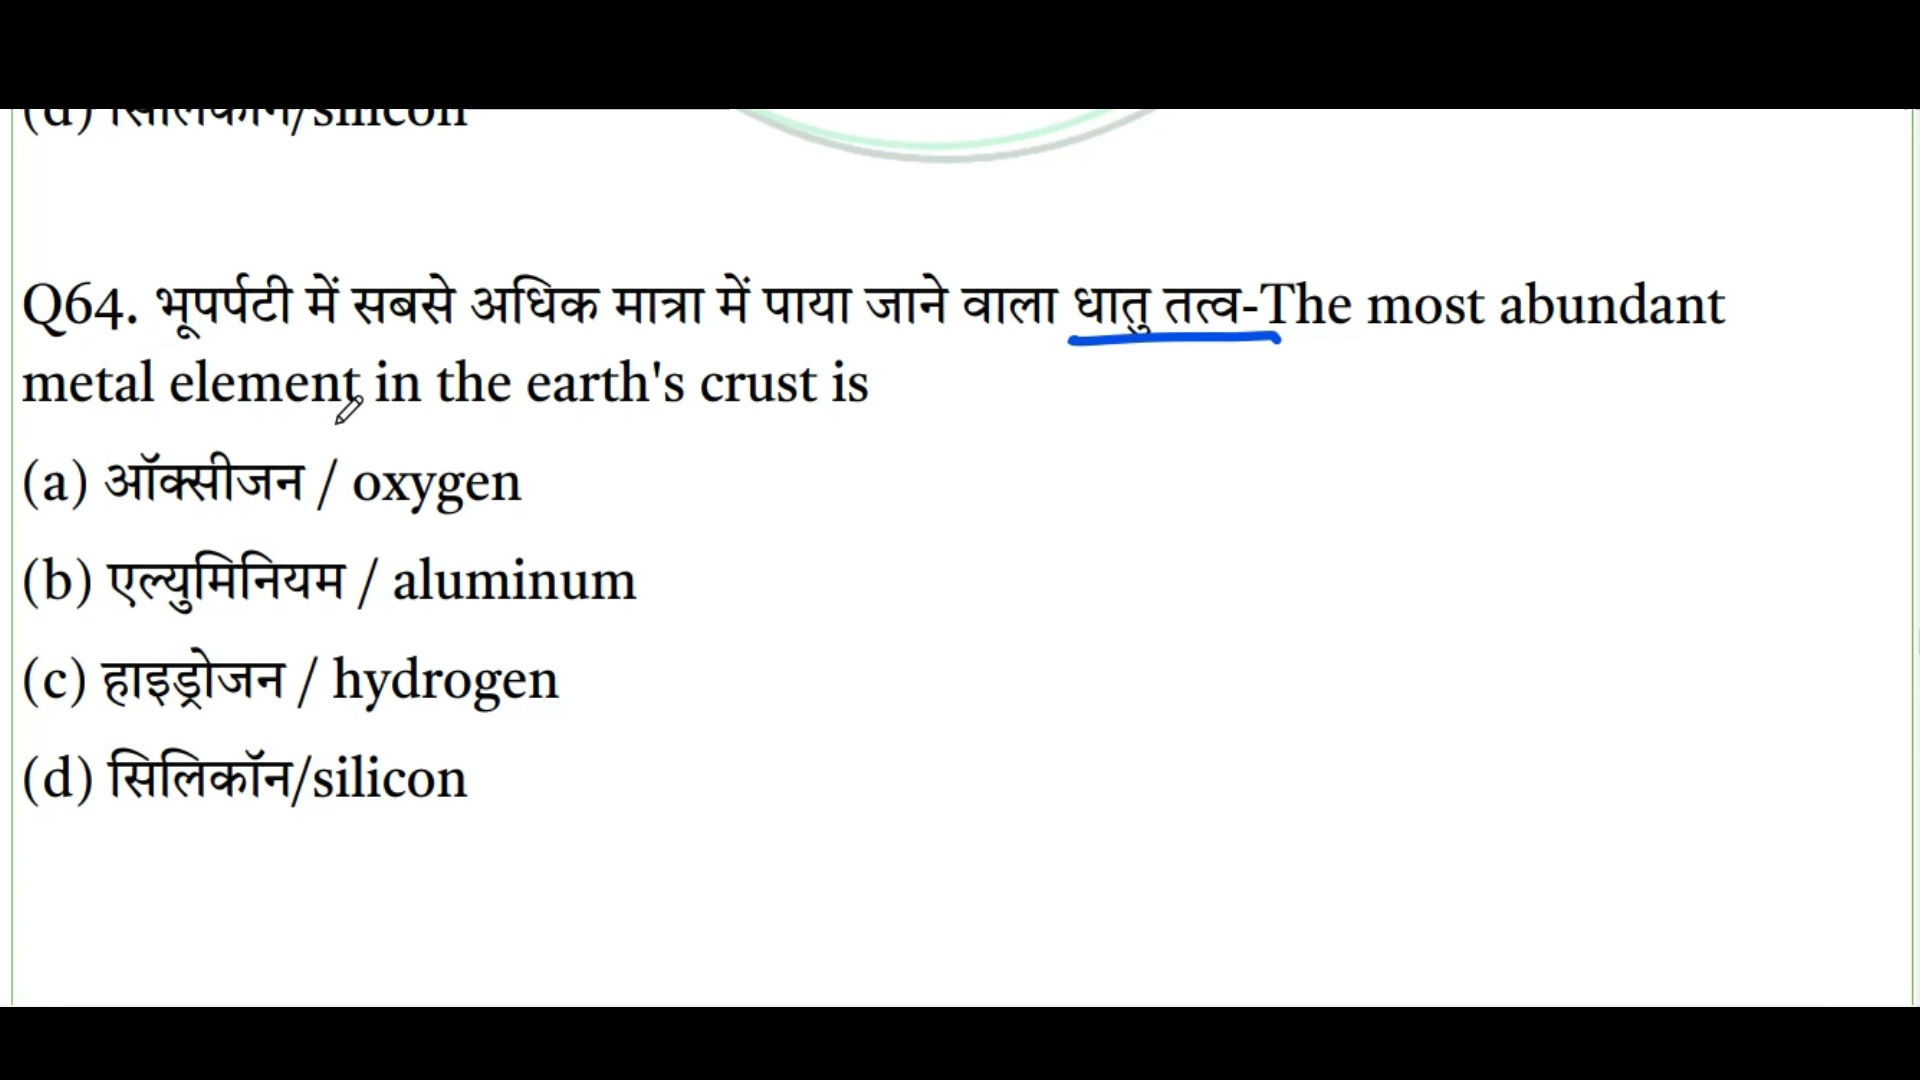 (d) सिलिकॉन/silicon
Q64. भूपर्पटी में सबसे अधिक मात्रा में पाया जाने वाला धातु तत्व-The most abundant
metal element in the earth's crust is
(a) ऑक्सीजन / oxygen
(b) एल्युमिनियम / aluminum
(c) हाइड्रोजन / hydrogen
(d) सिलिकॉन/silicon